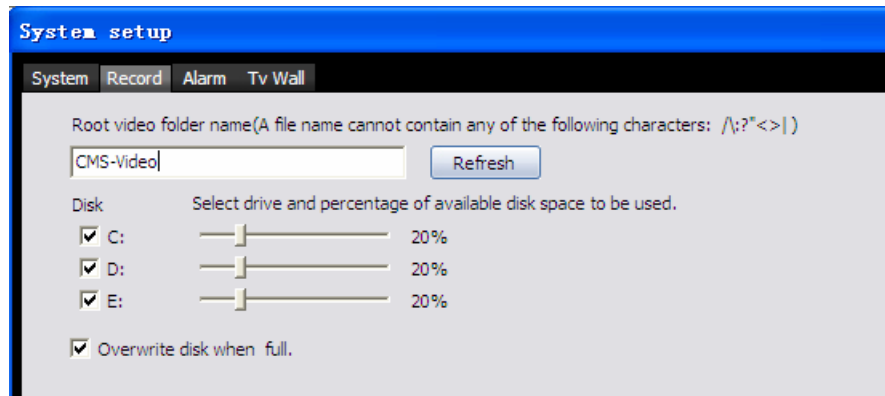 System setup
System Record Alarm Tv Wall
Root video folder name(A file name cannot contain any of the following characters: /\:?"<>| )
CMS-Video Refresh
Disk Select drive and percentage of available disk space to be used.
C: 20%
D: 20%
E: 20%
Overwrite disk when full.